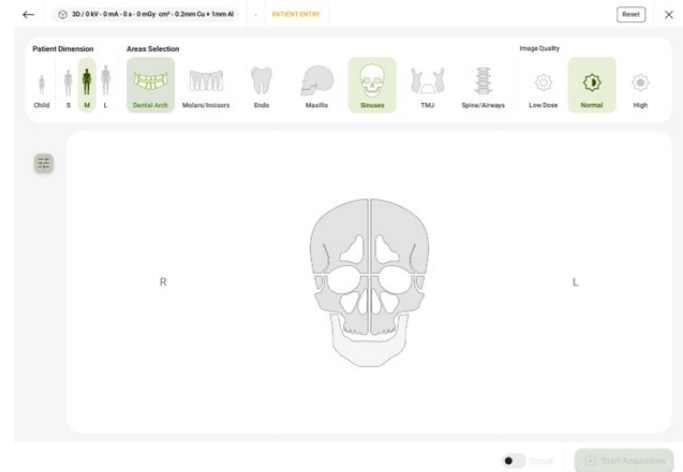 3D / 0 kV - 0 mA - 0 s - 0 mGy cm² - 0.2mm Cu + 1mm Al - PATIENT ENTRY Reset
Patient Dimension Areas Selection Image Quality
Child S M L Dental Arch Molars/Incisors Endo Maxillo Sinuses TMJ Spine/Airways Low Dose Normal High
R L
Scout Start Acquisition